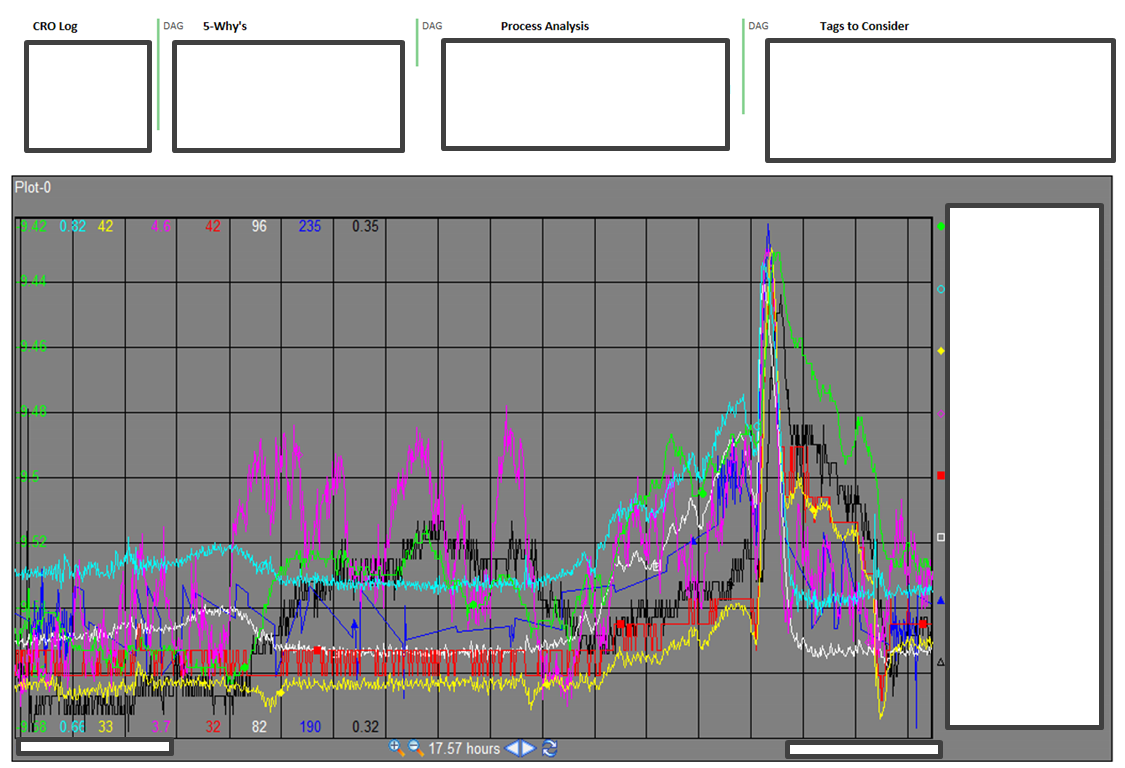 CRO Log
DAG
5-Why's
DAG
Process Analysis
DAG
Tags to Consider
Plot-0
-9.42 0.82 42 4.6 42 96 235 0.35
-9.44
-9.46
-9.48
-9.5
-9.52
-9.58 0.66 33 3.7 32 82 190 0.32
17.57 hours